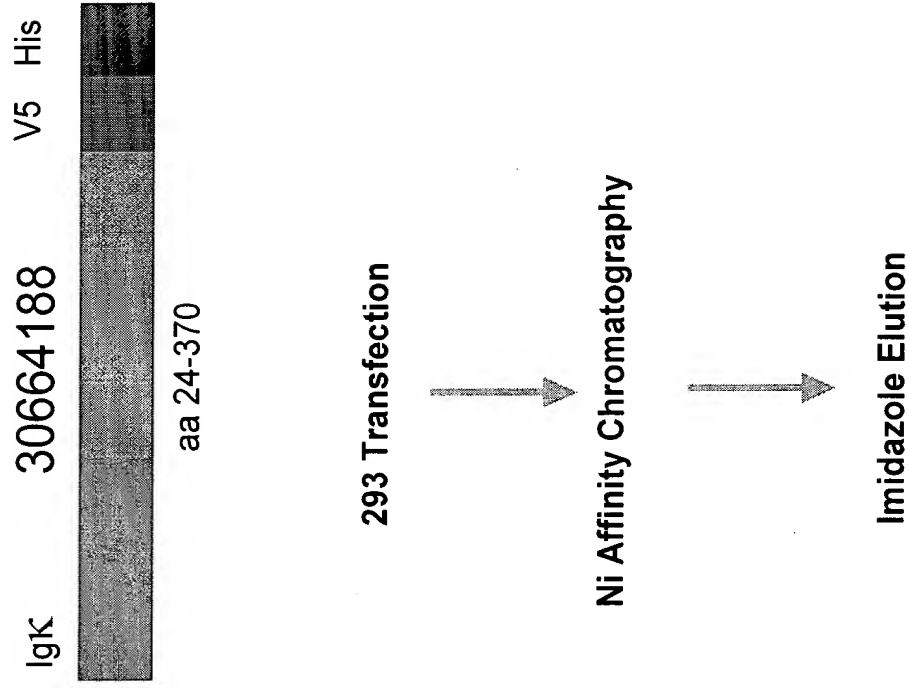 IgK 30664188 V5 His
aa 24-370
293 Transfection
Ni Affinity Chromatography
Imidazole Elution